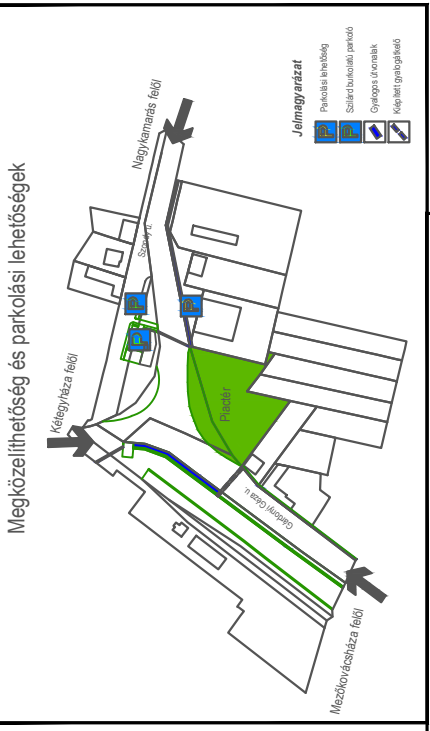 Megközelíthetőség és parkolási lehetőségek
Kétegyháza felől
Nagykamarás felől
Szondy u.
Piactér
Gárdonyi Géza u.
Mezőkovácsháza felől
Jelmagyarázat
P Parkolási lehetőség
P Szilárd burkolatú parkoló
Gyalogos útvonalak
Kiépített gyalogátkelő
P
P
P